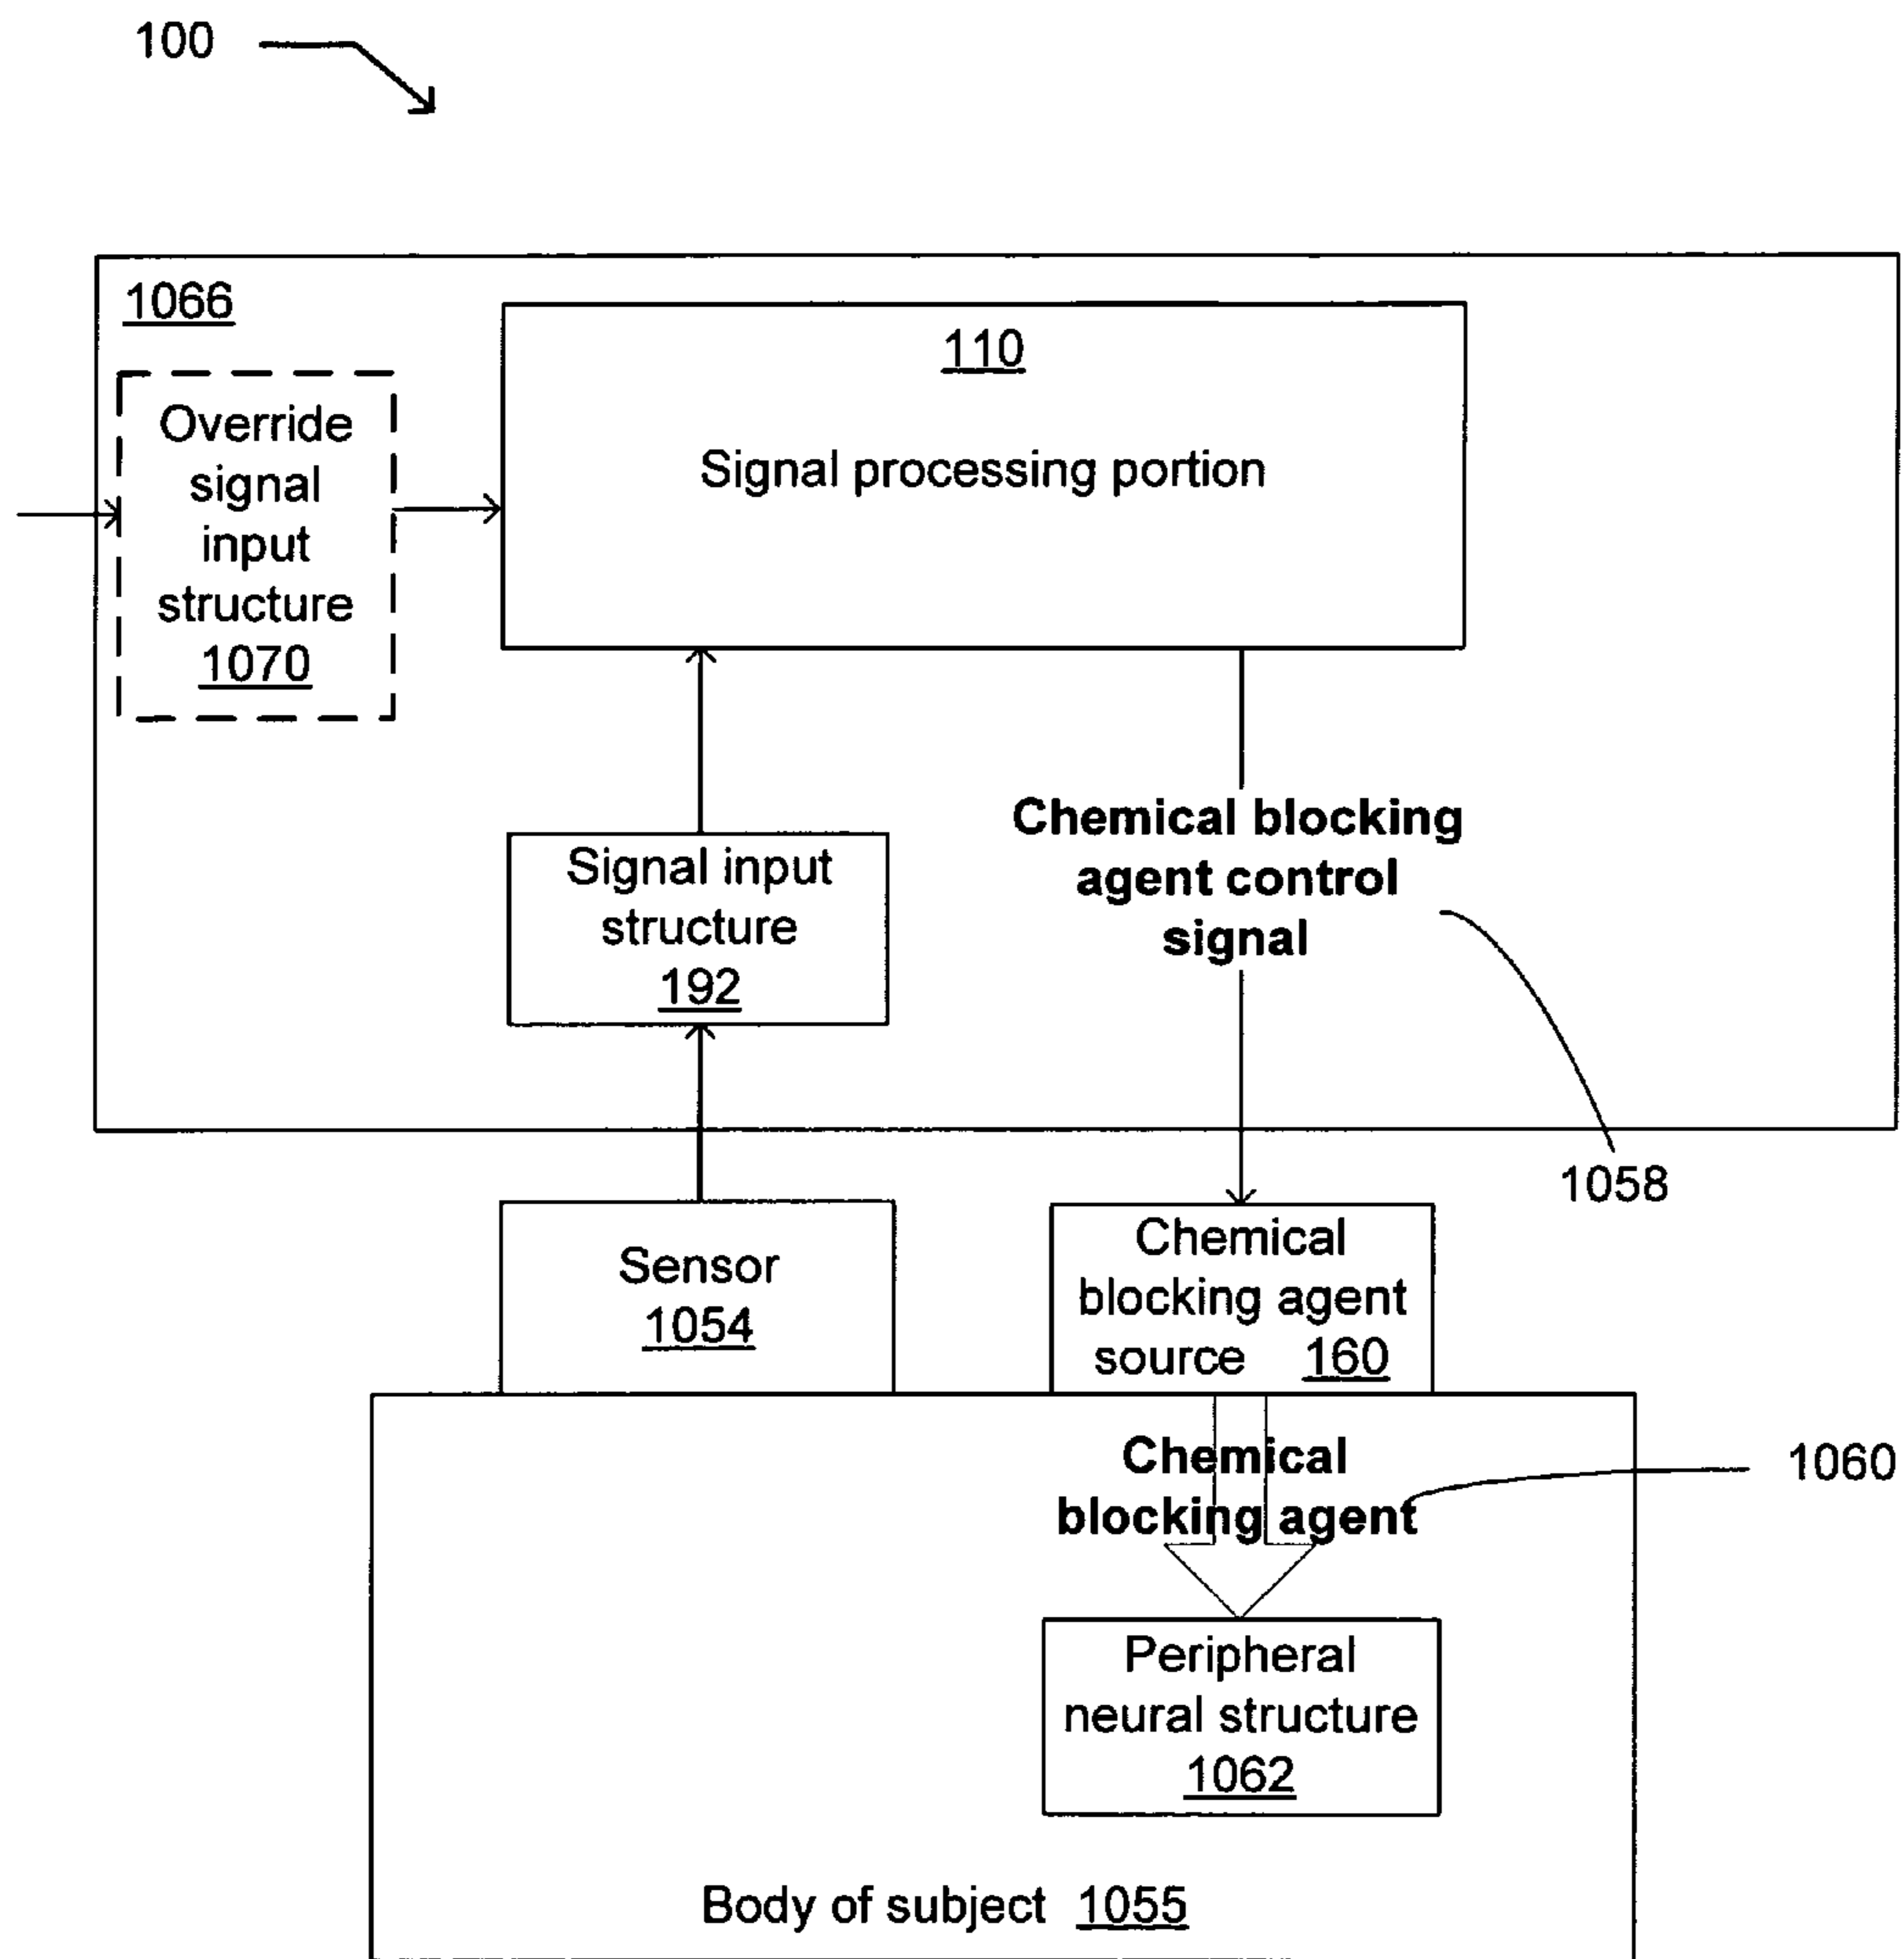 100
1066
110
Signal processing portion
Override
signal
input
structure
1070
Signal input
structure
192
Chemical blocking
agent control
signal
1058
Sensor
1054
Chemical
blocking agent
source 160
Chemical
blocking agent
1060
Peripheral
neural structure
1062
Body of subject 1055